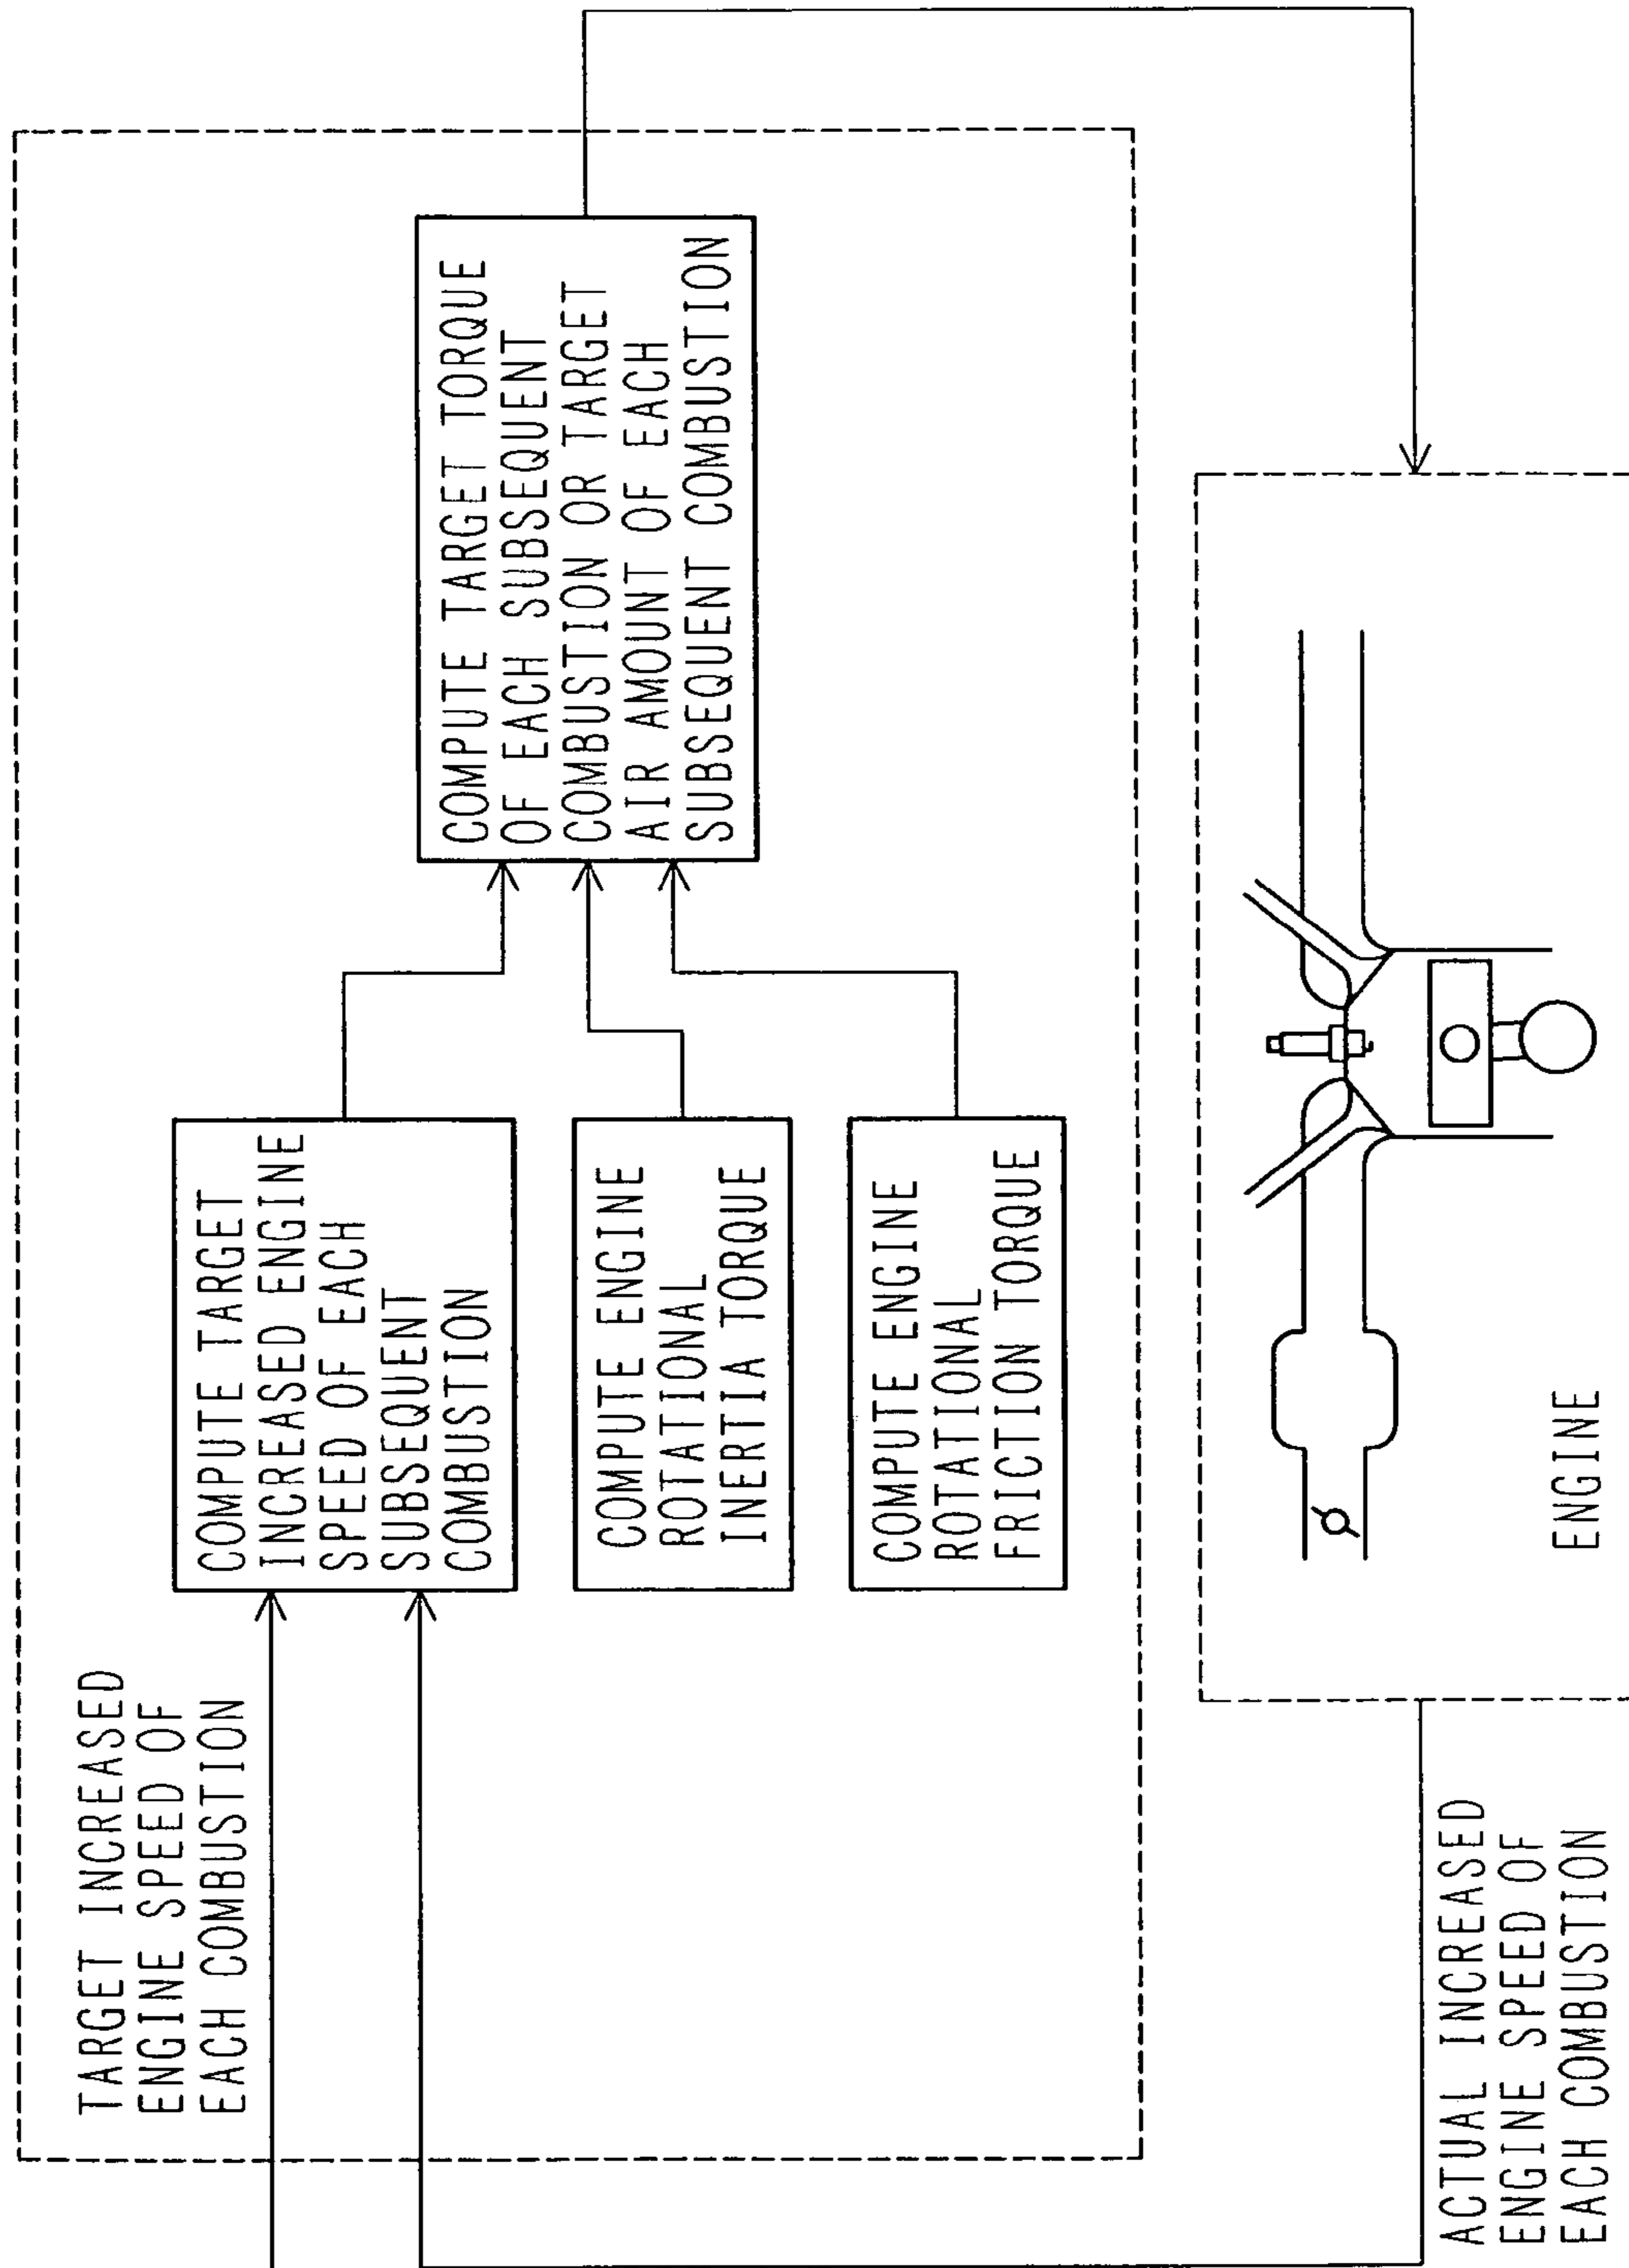 TARGET INCREASED
ENGINE SPEED OF
EACH COMBUSTION
COMPUTE TARGET
INCREASED ENGINE
SPEED OF EACH
SUBSEQUENT
COMBUSTION
COMPUTE ENGINE
ROTATIONAL
INERTIA TORQUE
COMPUTE ENGINE
ROTATIONAL
FRICTION TORQUE
COMPUTE TARGET TORQUE
OF EACH SUBSEQUENT
COMBUSTION OR TARGET
AIR AMOUNT OF EACH
SUBSEQUENT COMBUSTION
ACTUAL INCREASED
ENGINE SPEED OF
EACH COMBUSTION
ENGINE